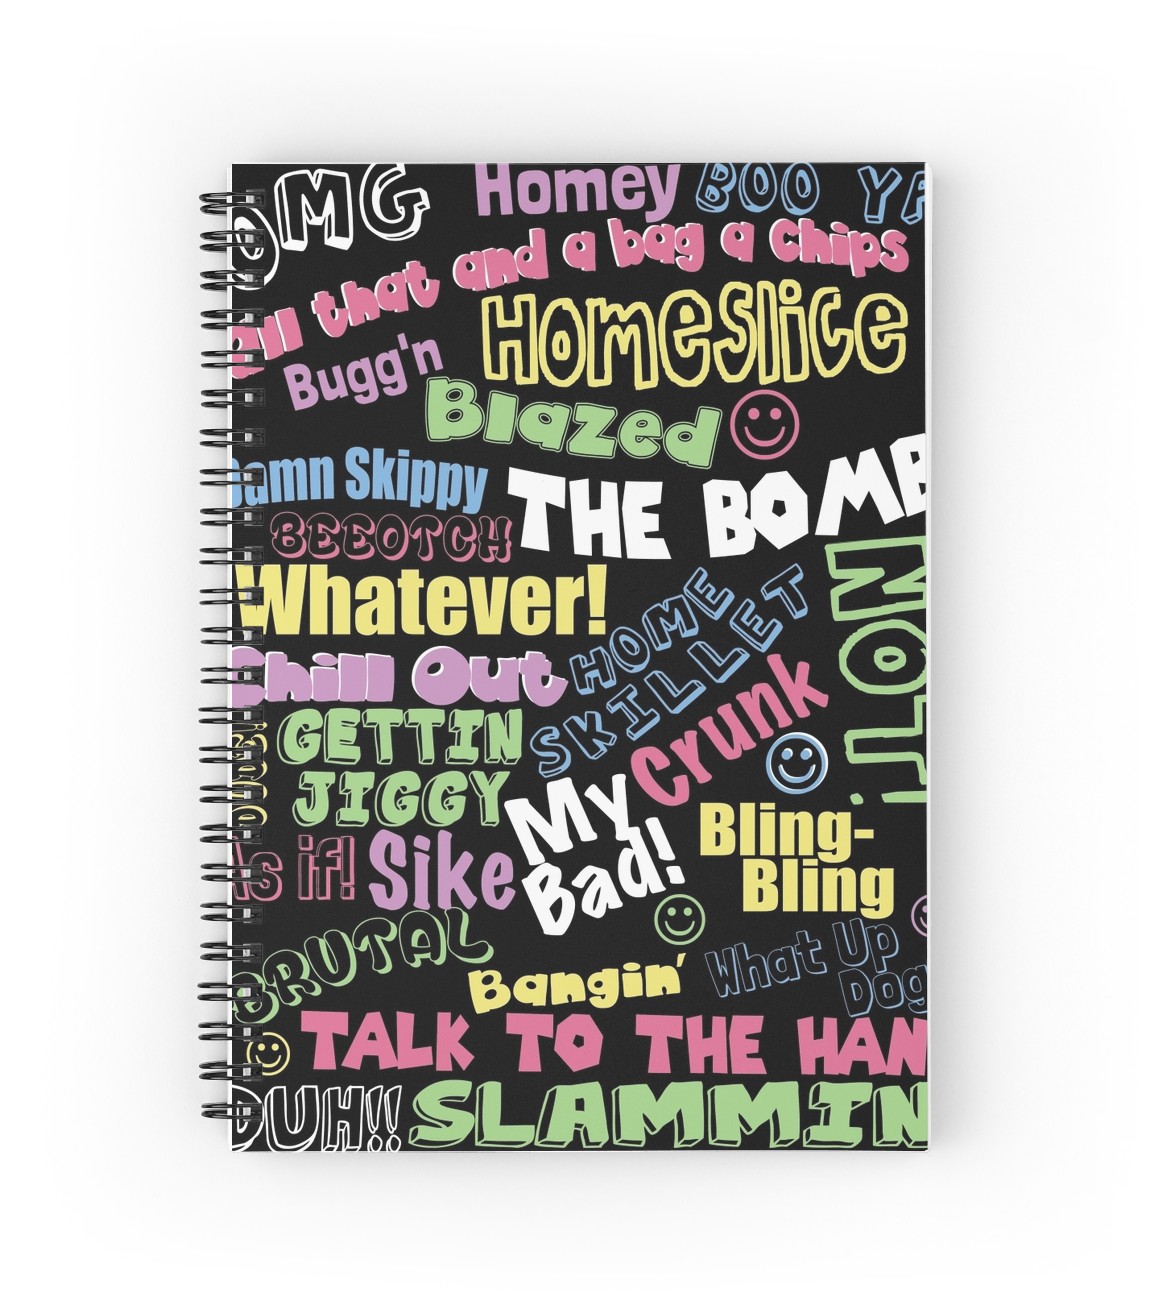 OMG
Homey
BOO YA
all that and a bag a chips
Homeslice
Bugg'n
Blazed
Damn Skippy
THE BOMB
BEEOTCH
Whatever!
HOME
SKILLET
NOT!
Chill Out
Crunk
GETTIN
JIGGY
My
Bad!
Bling-
Bling
As if!
Sike
BRUTAL
Bangin'
What Up
Dog
TALK TO THE HAN
DUH!!
SLAMMIN